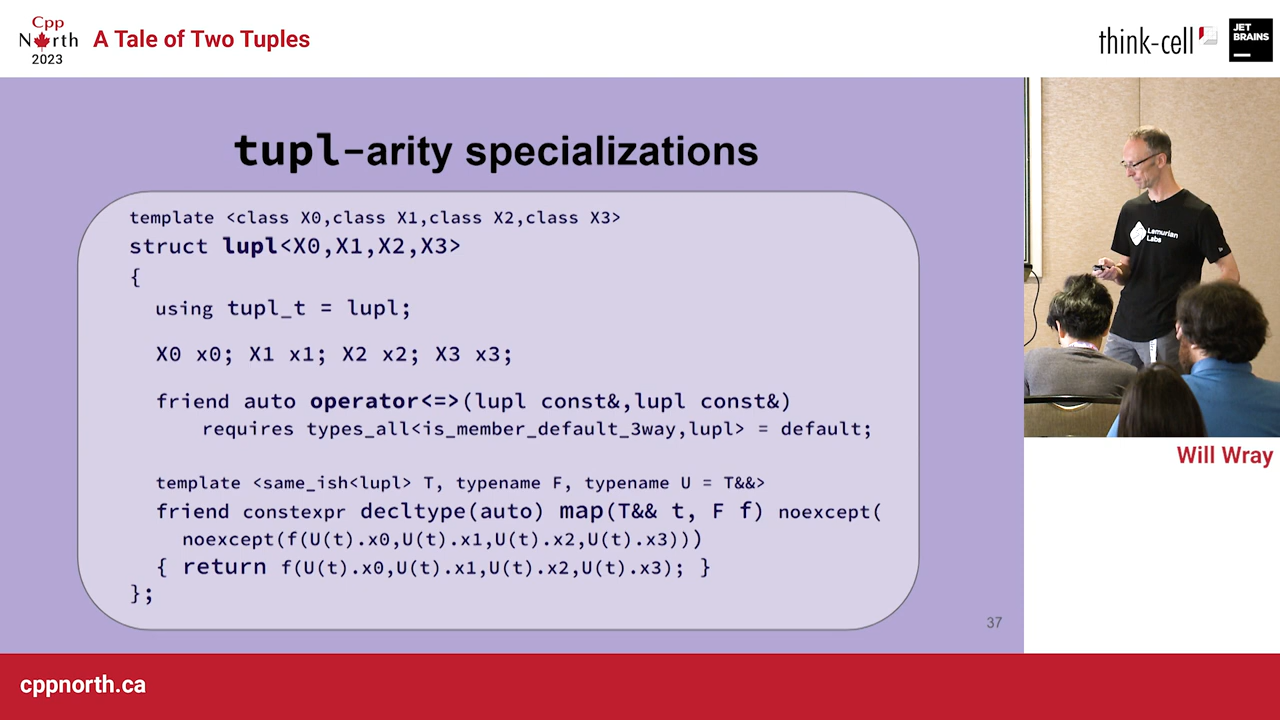 Cpp
North
2023
A Tale of Two Tuples
think-cell
JET
BRAINS
tupl-arity specializations
template <class X0,class X1,class X2,class X3>
struct lupl<X0,X1,X2,X3>
{
using tupl_t = lupl;
X0 x0; X1 x1; X2 x2; X3 x3;
friend auto operator<=>(lupl const&,lupl const&)
requires types_all<is_member_default_3way,lupl> = default;
template <same_ish<lupl> T, typename F, typename U = T&&>
friend constexpr decltype(auto) map(T&& t, F f) noexcept(
noexcept(f(U(t).x0,U(t).x1,U(t).x2,U(t).x3)))
{ return f(U(t).x0,U(t).x1,U(t).x2,U(t).x3); }
};
37
Lemurian
Labs
Will Wray
cppnorth.ca